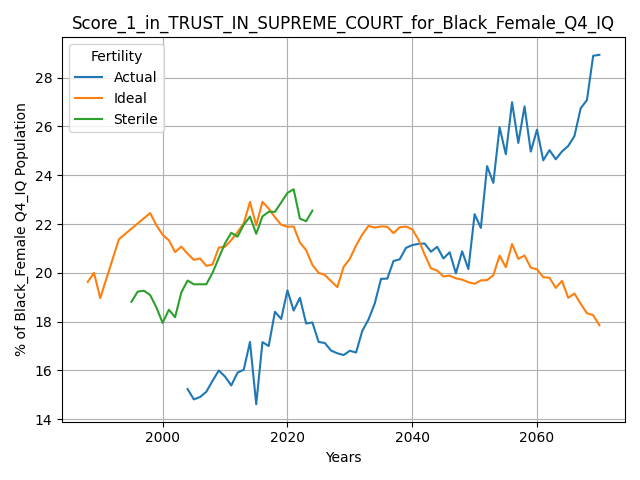 Score_1_in_TRUST_IN_SUPREME_COURT_for_Black_Female_Q4_IQ
Fertility
Actual
Ideal
Sterile
% of Black_Female Q4_IQ Population
28
26
24
22
20
18
16
14
2000
2020
2040
2060
Years